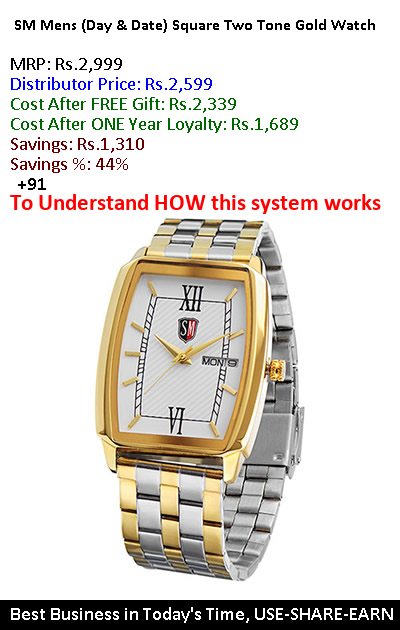 SM Mens (Day & Date) Square Two Tone Gold Watch
MRP: Rs.2,999
Distributor Price: Rs.2,599
Cost After FREE Gift: Rs.2,339
Cost After ONE Year Loyalty: Rs.1,689
Savings: Rs.1,310
Savings %: 44%
+91
To Understand HOW this system works
XII
SM
MON 9
VI
Best Business in Today's Time, USE-SHARE-EARN